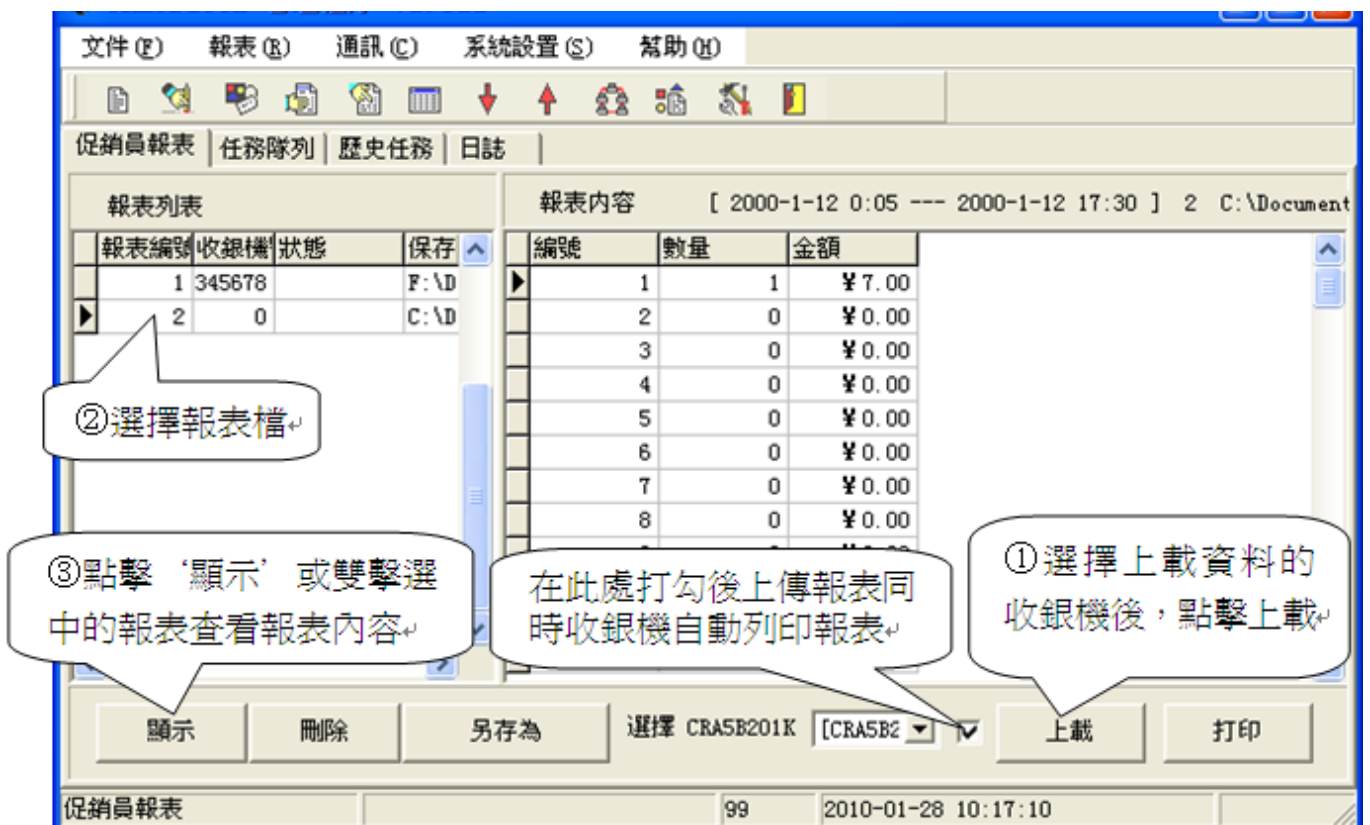 文件(F) 報表(R) 通訊(C) 系統設置(S) 幫助(H)
促銷員報表 任務隊列 歷史任務 日誌
報表列表
報表內容 [ 2000-1-12 0:05 --- 2000-1-12 17:30 ] 2 C:\Document
報表編號 收銀機 狀態 保存
1 345678 F:\D
2 0 C:\D
編號 數量 金額
1 1 ¥7.00
2 0 ¥0.00
3 0 ¥0.00
4 0 ¥0.00
5 0 ¥0.00
6 0 ¥0.00
7 0 ¥0.00
8 0 ¥0.00
②選擇報表檔
③點擊‘顯示’或雙擊選
中的報表查看報表內容
在此處打勾後上傳報表同
時收銀機自動列印報表
①選擇上載資料的
收銀機後，點擊上載
顯示 刪除 另存為 選擇 CRA5B201K [CRA5B2 上載 打印
促銷員報表 99 2010-01-28 10:17:10